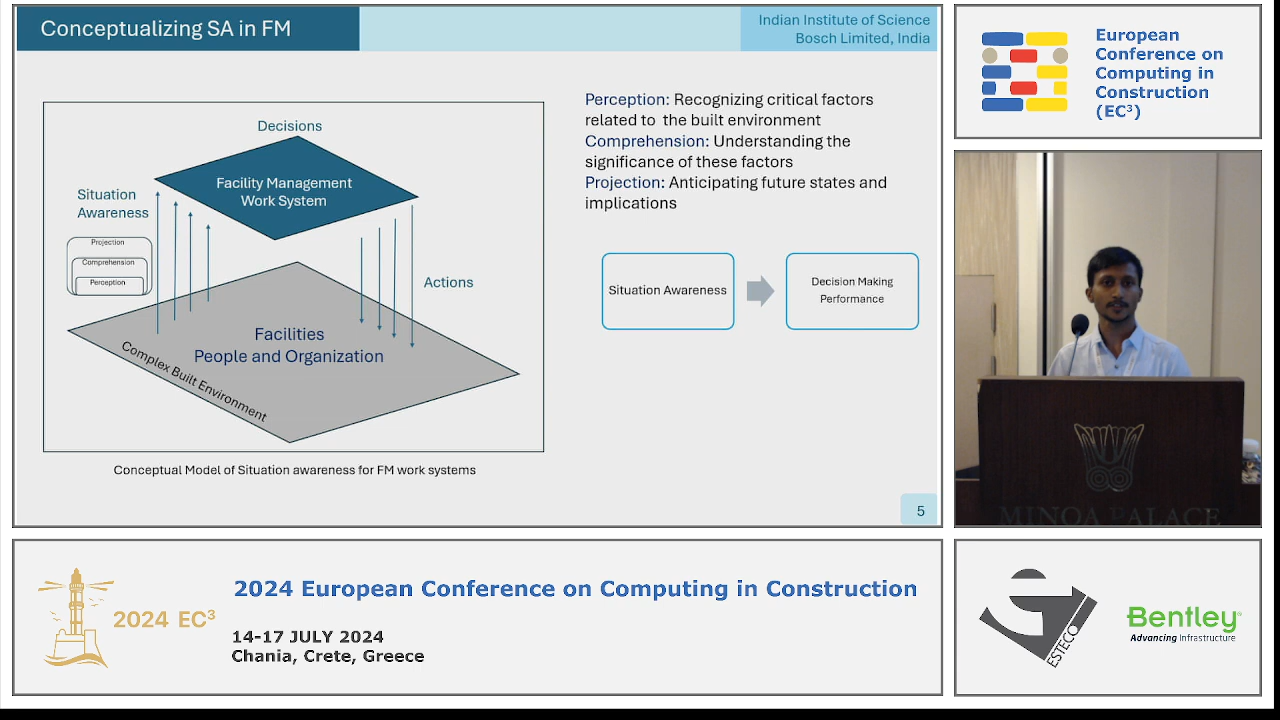 Conceptualizing SA in FM
Indian Institute of Science
Bosch Limited, India
Decisions
Facility Management
Work System
Situation
Awareness
Projection
Comprehension
Perception
Actions
Facilities
People and Organization
Complex Built Environment
Conceptual Model of Situation awareness for FM work systems
Perception: Recognizing critical factors
related to the built environment
Comprehension: Understanding the
significance of these factors
Projection: Anticipating future states and
implications
Situation Awareness
Decision Making
Performance
5
European
Conference on
Computing in
Construction
(EC³)
MINOA PALACE
2024 EC³
2024 European Conference on Computing in Construction
14-17 JULY 2024
Chania, Crete, Greece
ESTECO
Bentley
Advancing Infrastructure